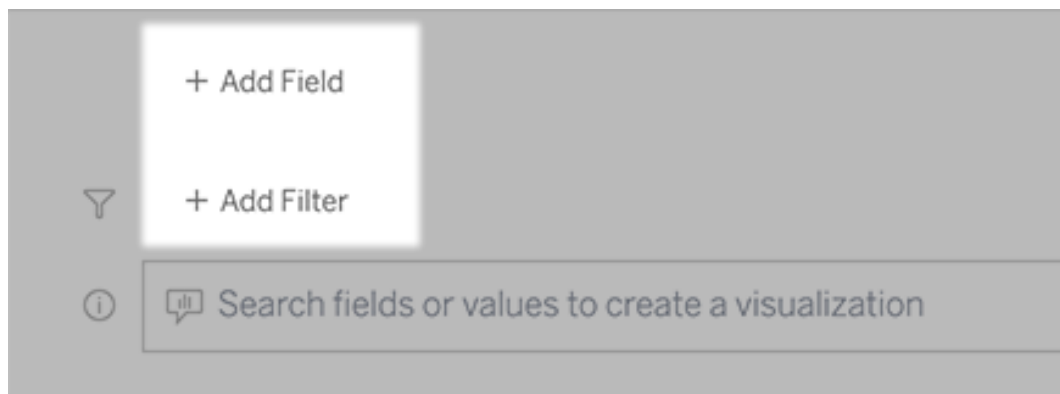 + Add Field
+ Add Filter
Search fields or values to create a visualization